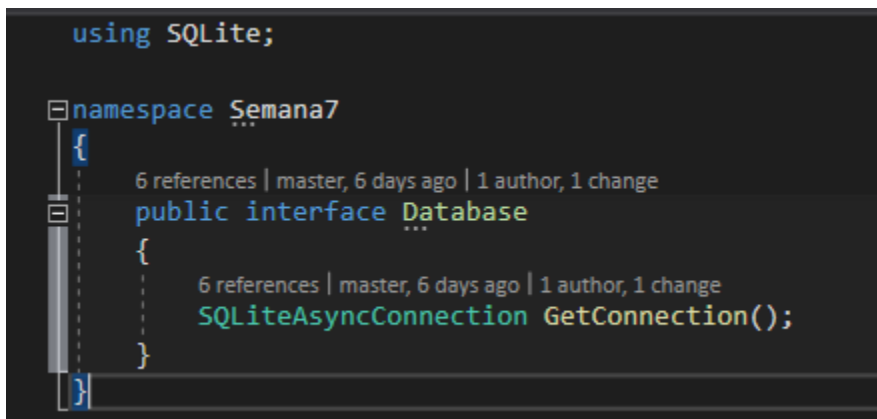 using SQLite;
namespace Semana7
{
6 references | master, 6 days ago | 1 author, 1 change
public interface Database
{
6 references | master, 6 days ago | 1 author, 1 change
SQLiteAsyncConnection GetConnection();
}
}